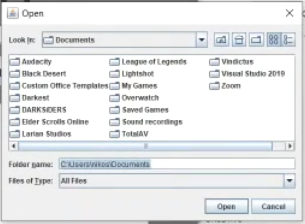 Open
Look In: Documents
Audacity League of Legends Vindictus
Black Desert Lightshot Visual Studio 2019
Custom Office Templates My Games Zoom
Darkest Overwatch
DARKSIDERS Saved Games
Elder Scrolls Online Sound recordings
Larian Studios TotalAV
Folder name: C:\Users\nikos\Documents
Files of Type: All Files
Open Cancel